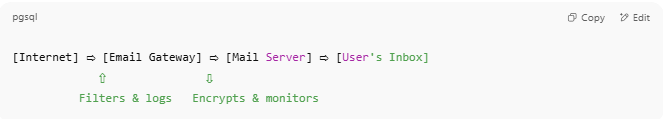 pgsql Copy Edit
[Internet] ⇨ [Email Gateway] ⇨ [Mail Server] ⇨ [User's Inbox]
⇧ ⇩
Filters & logs Encrypts & monitors